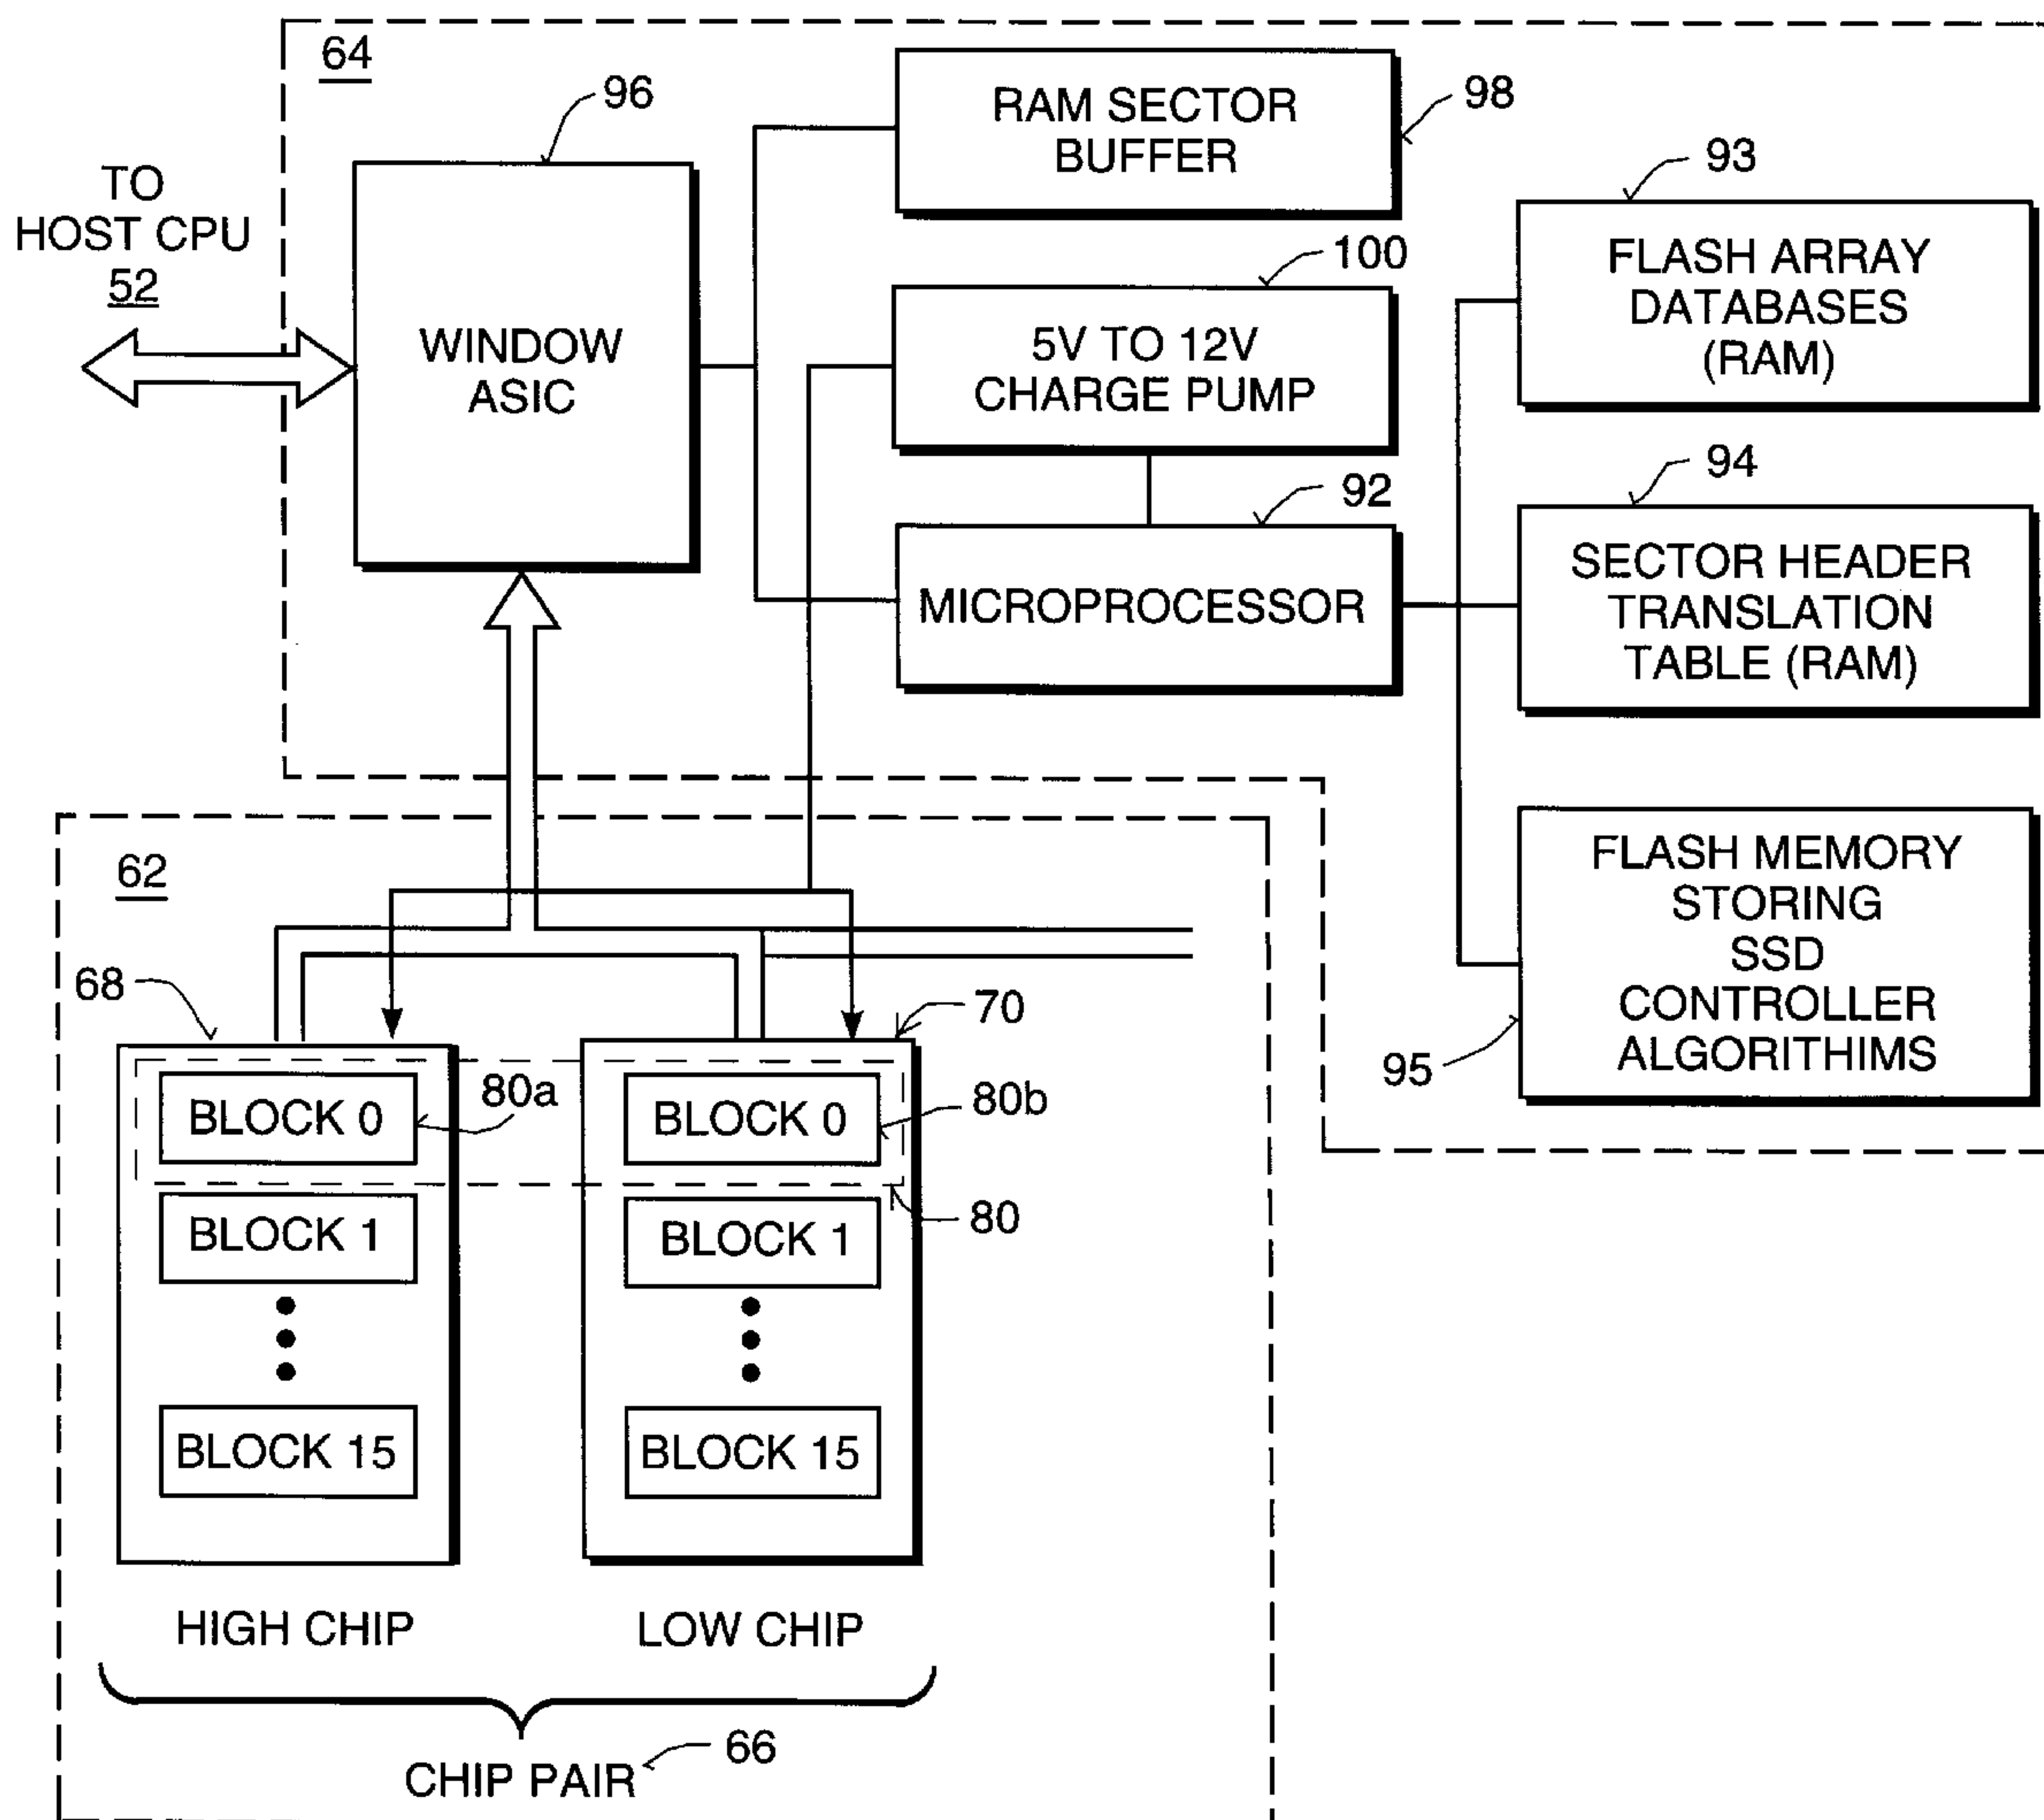 64
96
RAM SECTOR
BUFFER
98
TO
HOST CPU
52
WINDOW
ASIC
100
5V TO 12V
CHARGE PUMP
92
MICROPROCESSOR
93
FLASH ARRAY
DATABASES
(RAM)
94
SECTOR HEADER
TRANSLATION
TABLE (RAM)
FLASH MEMORY
STORING
SSD
CONTROLLER
ALGORITHIMS
95
62
68
70
BLOCK 0
80a
BLOCK 0
80b
80
BLOCK 1
BLOCK 1
BLOCK 15
BLOCK 15
HIGH CHIP
LOW CHIP
CHIP PAIR
66